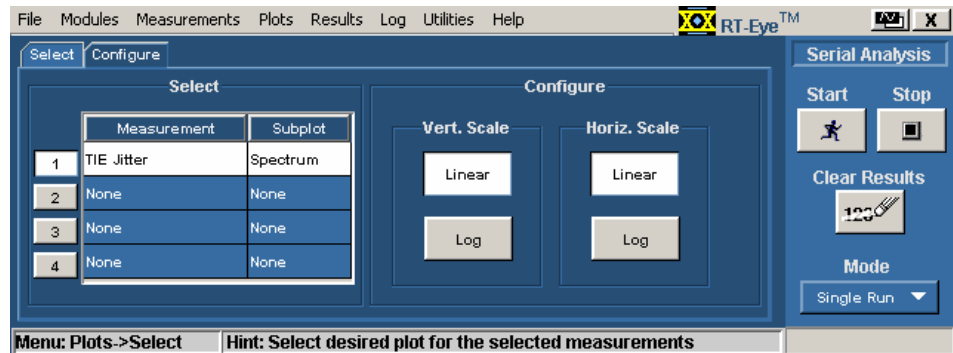 File Modules Measurements Plots Results Log Utilities Help RT-Eye™ X
Select Configure
Serial Analysis
Select
Configure
Start Stop
Measurement Subplot
Vert. Scale
Horiz. Scale
1 TIE Jitter Spectrum
Linear
Linear
Clear Results
2 None None
123
3 None None
Log
Log
4 None None
Mode
Single Run
Menu: Plots->Select Hint: Select desired plot for the selected measurements